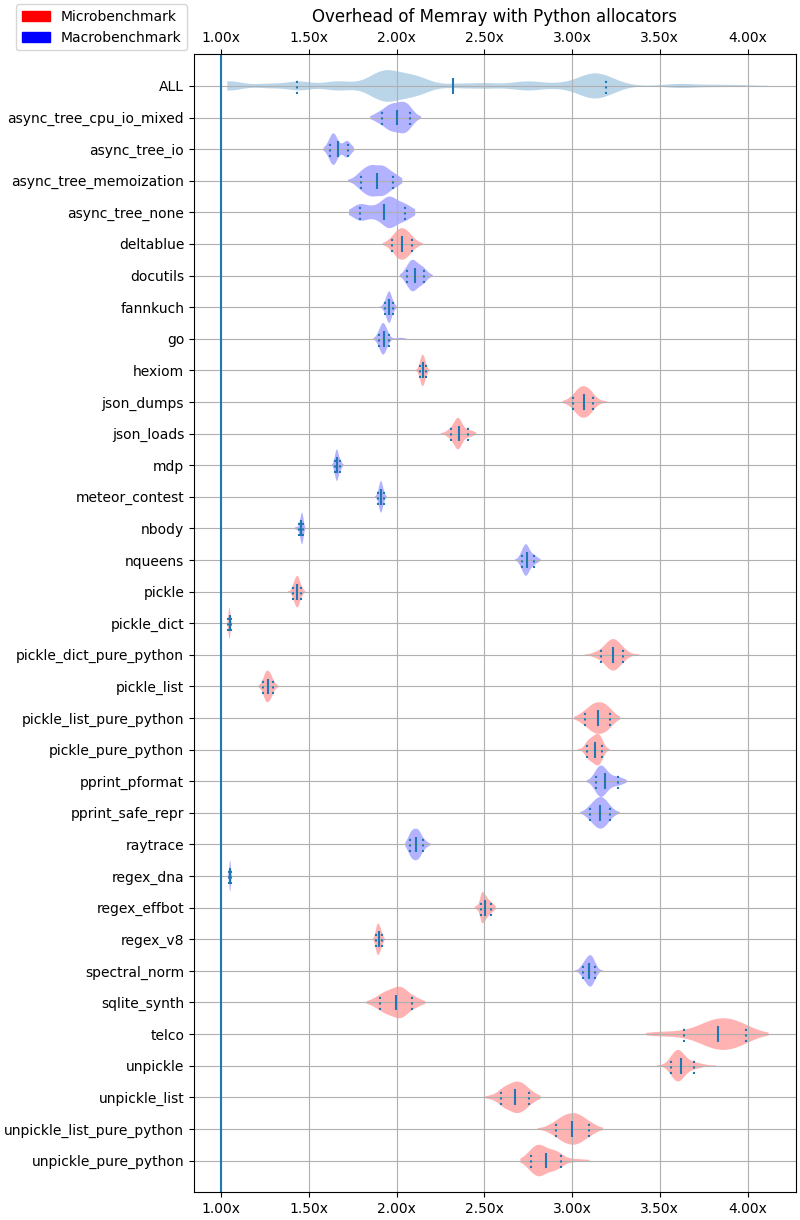 Microbenchmark
Macrobenchmark
Overhead of Memray with Python allocators
1.00x 1.50x 2.00x 2.50x 3.00x 3.50x 4.00x
ALL
async_tree_cpu_io_mixed
async_tree_io
async_tree_memoization
async_tree_none
deltablue
docutils
fannkuch
go
hexiom
json_dumps
json_loads
mdp
meteor_contest
nbody
nqueens
pickle
pickle_dict
pickle_dict_pure_python
pickle_list
pickle_list_pure_python
pickle_pure_python
pprint_pformat
pprint_safe_repr
raytrace
regex_dna
regex_effbot
regex_v8
spectral_norm
sqlite_synth
telco
unpickle
unpickle_list
unpickle_list_pure_python
unpickle_pure_python
1.00x 1.50x 2.00x 2.50x 3.00x 3.50x 4.00x